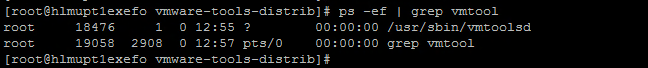 [root@hlmupt1exefo vmware-tools-distrib]# ps -ef | grep vmtool
root     18476     1  0 12:55 ?        00:00:00 /usr/sbin/vmtoolsd
root     19058  2908  0 12:57 pts/0    00:00:00 grep vmtool
[root@hlmupt1exefo vmware-tools-distrib]#